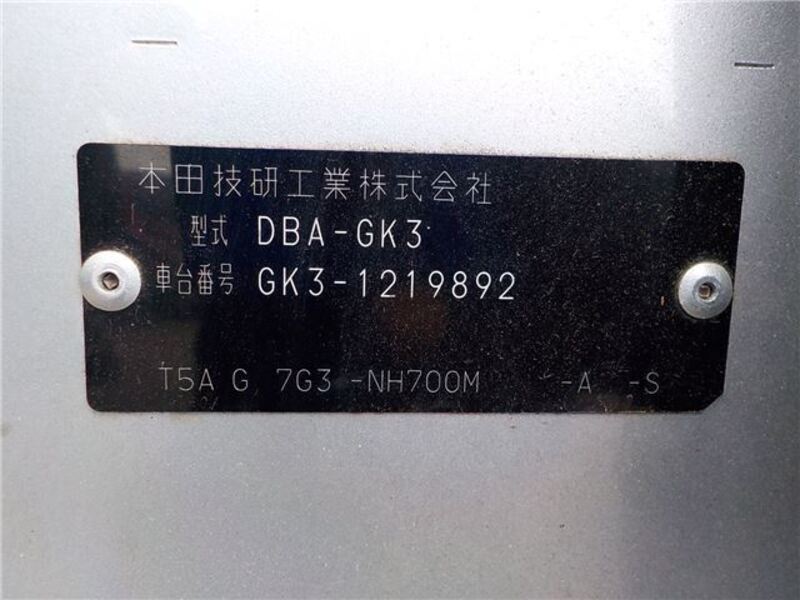 本田技研工業株式会社
型式 DBA-GK3
車台番号 GK3-1219892
T5A G 7G3 -NH700M -A -S